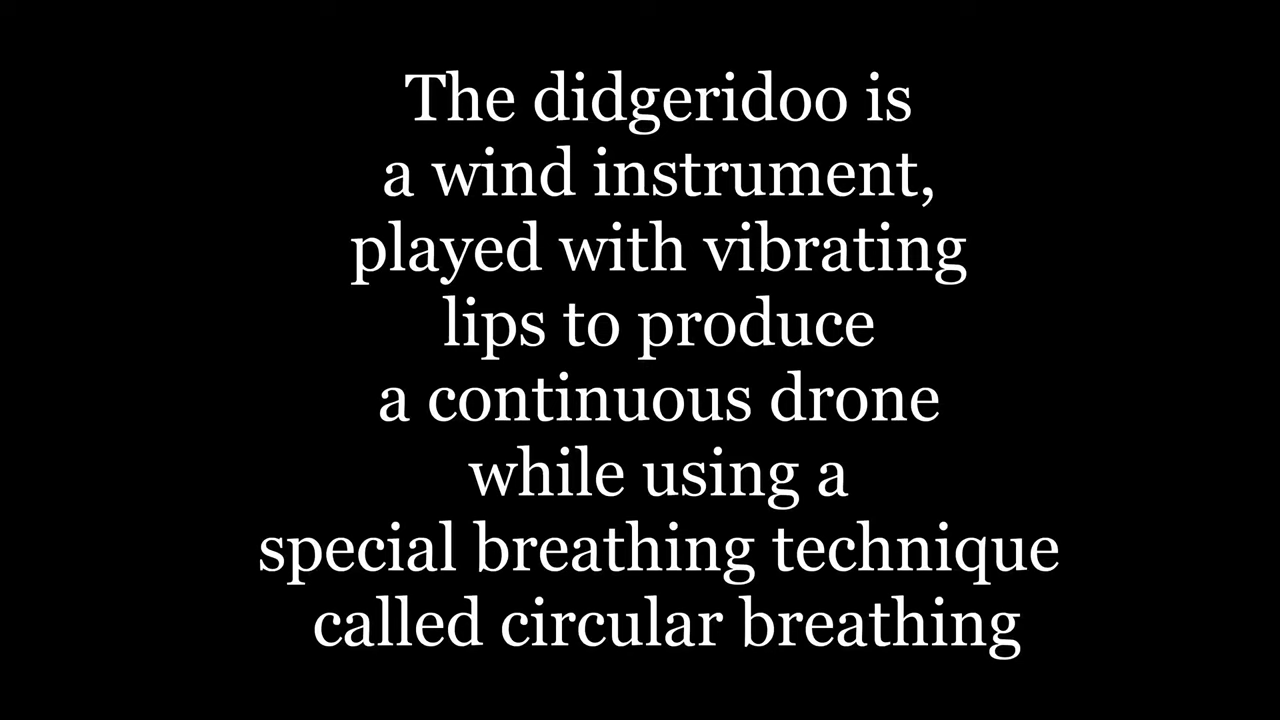 The didgeridoo is
a wind instrument,
played with vibrating
lips to produce
a continuous drone
while using a
special breathing technique
called circular breathing